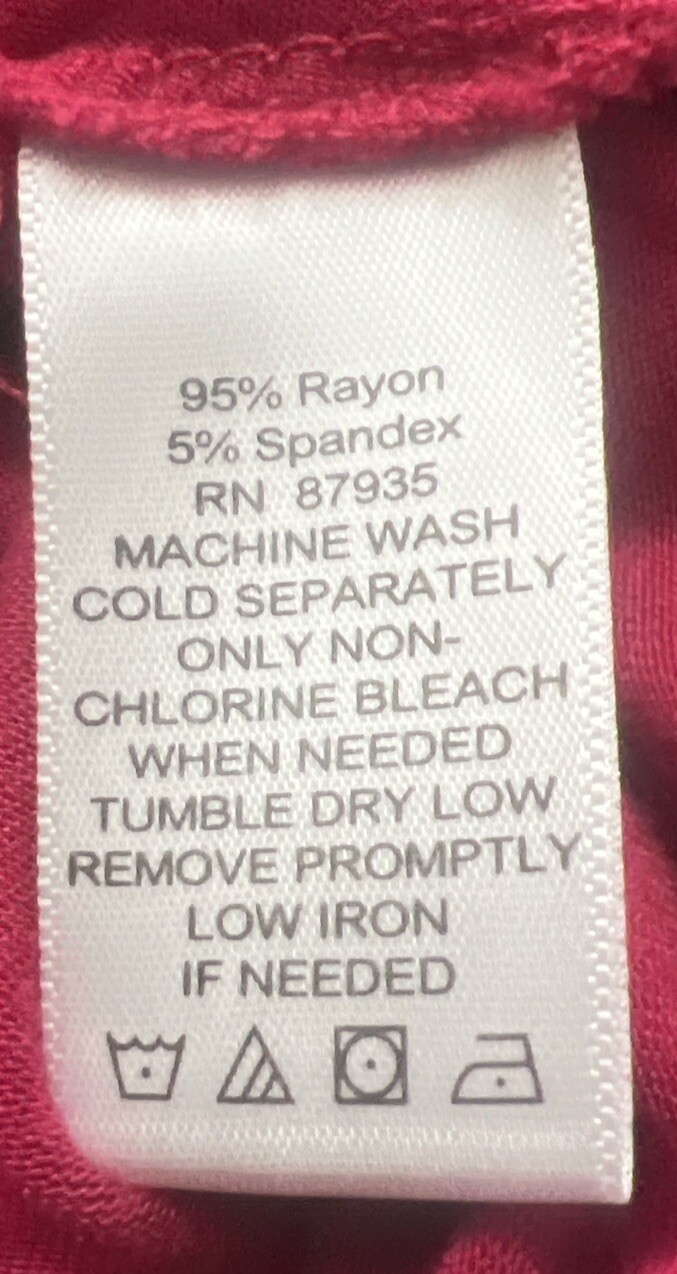 95% Rayon
5% Spandex
RN 87935
MACHINE WASH
COLD SEPARATELY
ONLY NON-
CHLORINE BLEACH
WHEN NEEDED
TUMBLE DRY LOW
REMOVE PROMPTLY
LOW IRON
IF NEEDED